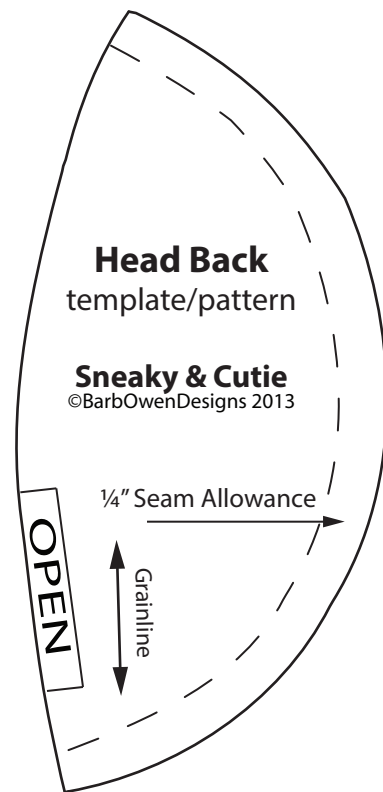 Head Back
template/pattern
Sneaky & Cutie
©BarbOwenDesigns 2013
¼” Seam Allowance
OPEN
Grainline